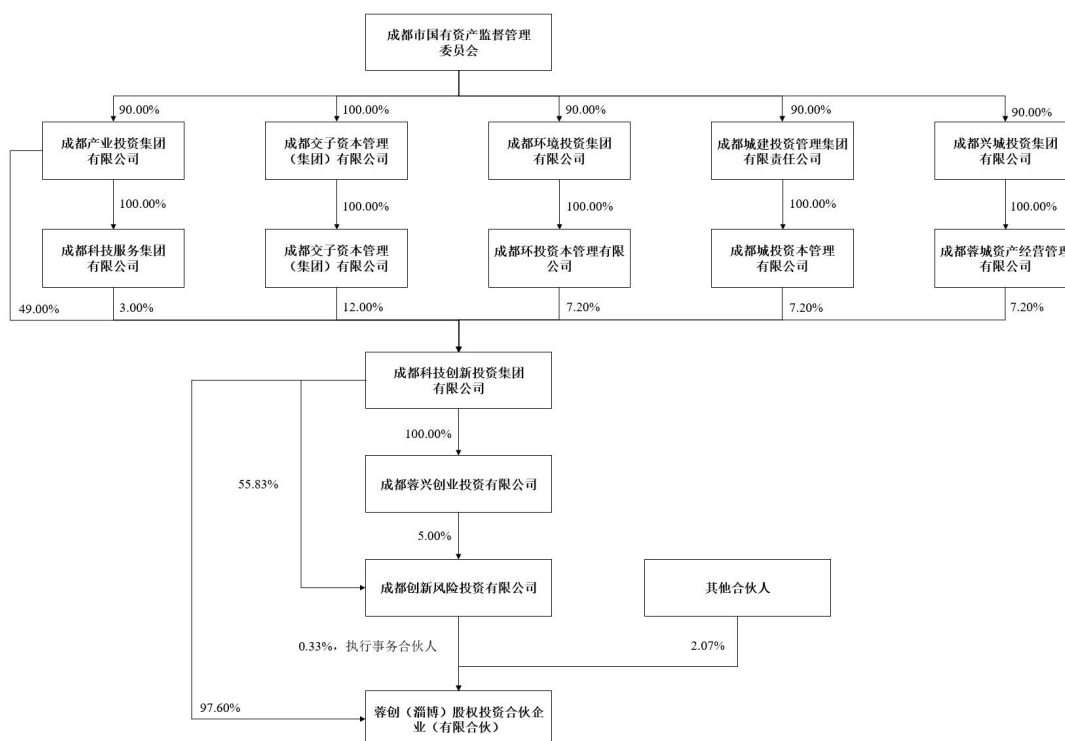 成都市国有资产监督管理
委员会
90.00%
100.00%
90.00%
90.00%
90.00%
成都产业投资集团
有限公司
成都交子资本管理
（集团）有限公司
成都环境投资集团
有限公司
成都城建投资管理集团
有限责任公司
成都兴城投资集团
有限公司
100.00%
100.00%
100.00%
100.00%
100.00%
成都科技服务集团
有限公司
成都交子资本管理
（集团）有限公司
成都环投资本管理有限
公司
成都城投资本管理
有限公司
成都蓉城资产经营管理
有限公司
49.00%
3.00%
12.00%
7.20%
7.20%
7.20%
成都科技创新投资集团
有限公司
100.00%
55.83%
成都蓉兴创业投资有限公司
5.00%
成都创新风险投资有限公司
其他合伙人
0.33%，执行事务合伙人
2.07%
97.60%
蓉创（淄博）股权投资合伙企
业（有限合伙）